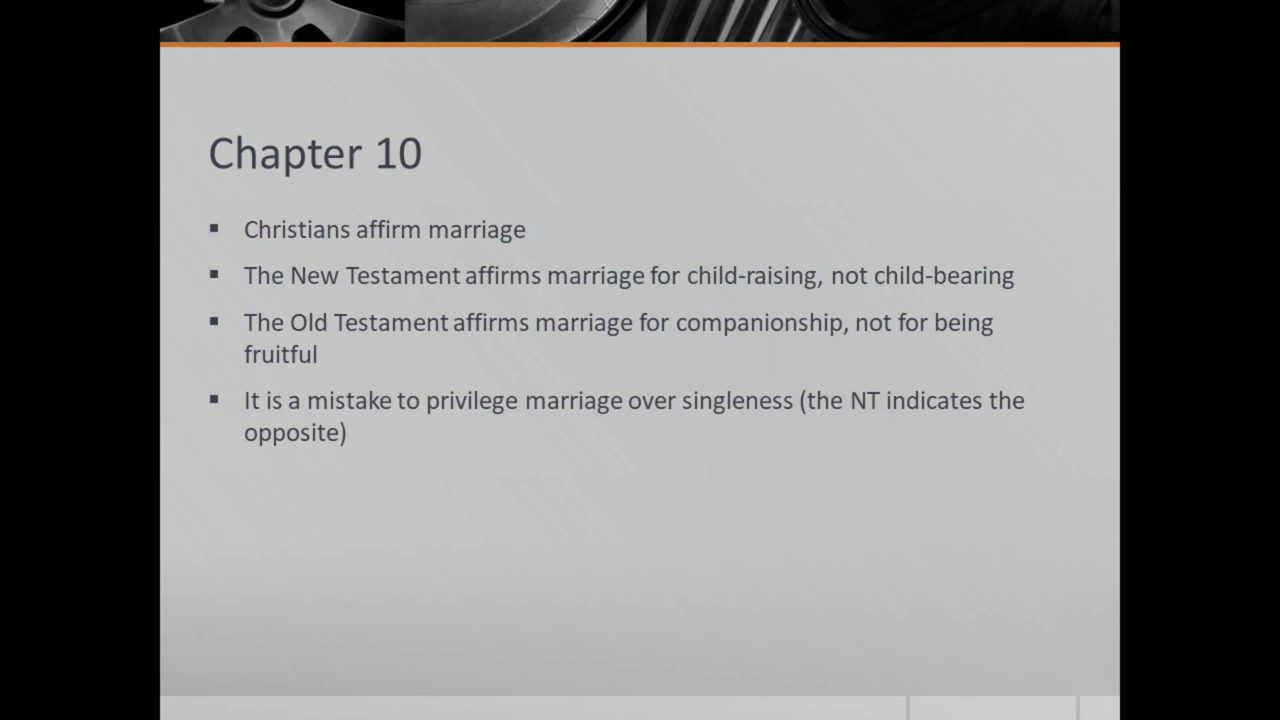 Chapter 10
▪ Christians affirm marriage
▪ The New Testament affirms marriage for child-raising, not child-bearing
▪ The Old Testament affirms marriage for companionship, not for being
fruitful
▪ It is a mistake to privilege marriage over singleness (the NT indicates the
opposite)